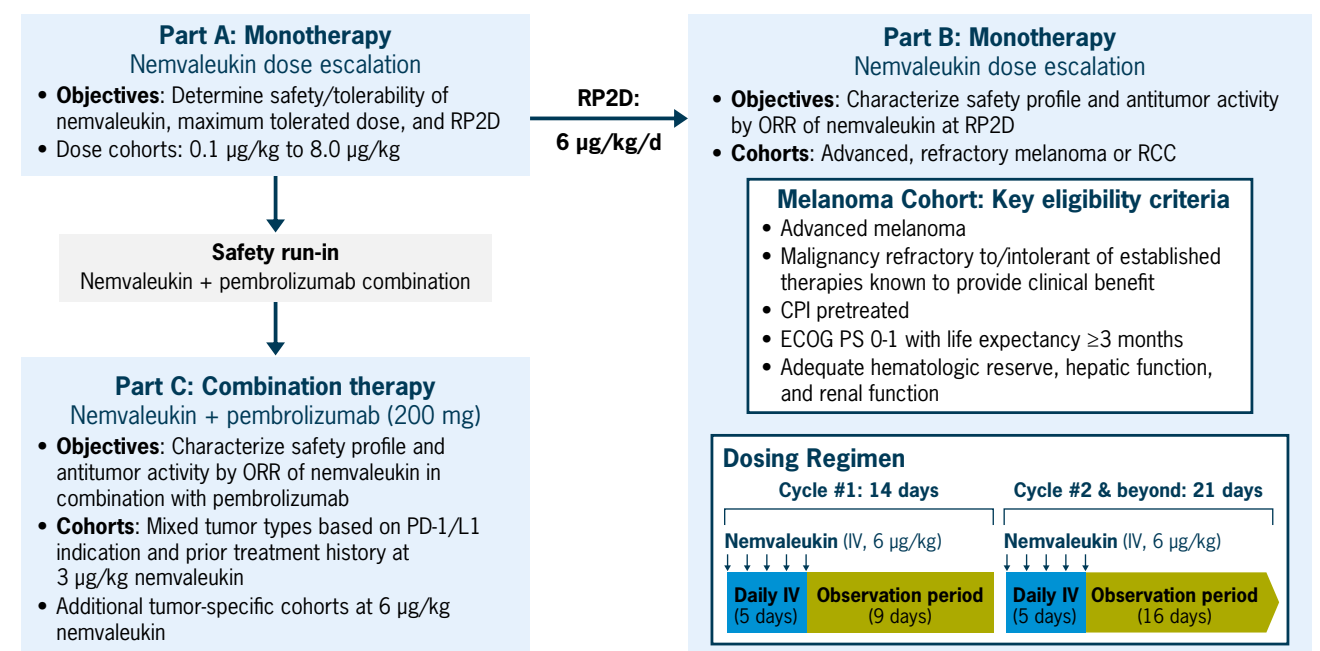 Part A: Monotherapy
Nemvaleukin dose escalation
• Objectives: Determine safety/tolerability of
nemvaleukin, maximum tolerated dose, and RP2D
• Dose cohorts: 0.1 µg/kg to 8.0 µg/kg
Safety run-in
Nemvaleukin + pembrolizumab combination
Part C: Combination therapy
Nemvaleukin + pembrolizumab (200 mg)
• Objectives: Characterize safety profile and
antitumor activity by ORR of nemvaleukin in
combination with pembrolizumab
• Cohorts: Mixed tumor types based on PD-1/L1
indication and prior treatment history at
3 µg/kg nemvaleukin
• Additional tumor-specific cohorts at 6 µg/kg
nemvaleukin
RP2D:
6 µg/kg/d
Part B: Monotherapy
Nemvaleukin dose escalation
• Objectives: Characterize safety profile and antitumor activity
by ORR of nemvaleukin at RP2D
• Cohorts: Advanced, refractory melanoma or RCC
Melanoma Cohort: Key eligibility criteria
• Advanced melanoma
• Malignancy refractory to/intolerant of established
therapies known to provide clinical benefit
• CPI pretreated
• ECOG PS 0-1 with life expectancy ≥3 months
• Adequate hematologic reserve, hepatic function,
and renal function
Dosing Regimen
Cycle #1: 14 days
Nemvaleukin (IV, 6 µg/kg)
Daily IV
(5 days)
Observation period
(9 days)
Cycle #2 & beyond: 21 days
Nemvaleukin (IV, 6 µg/kg)
Daily IV
(5 days)
Observation period
(16 days)